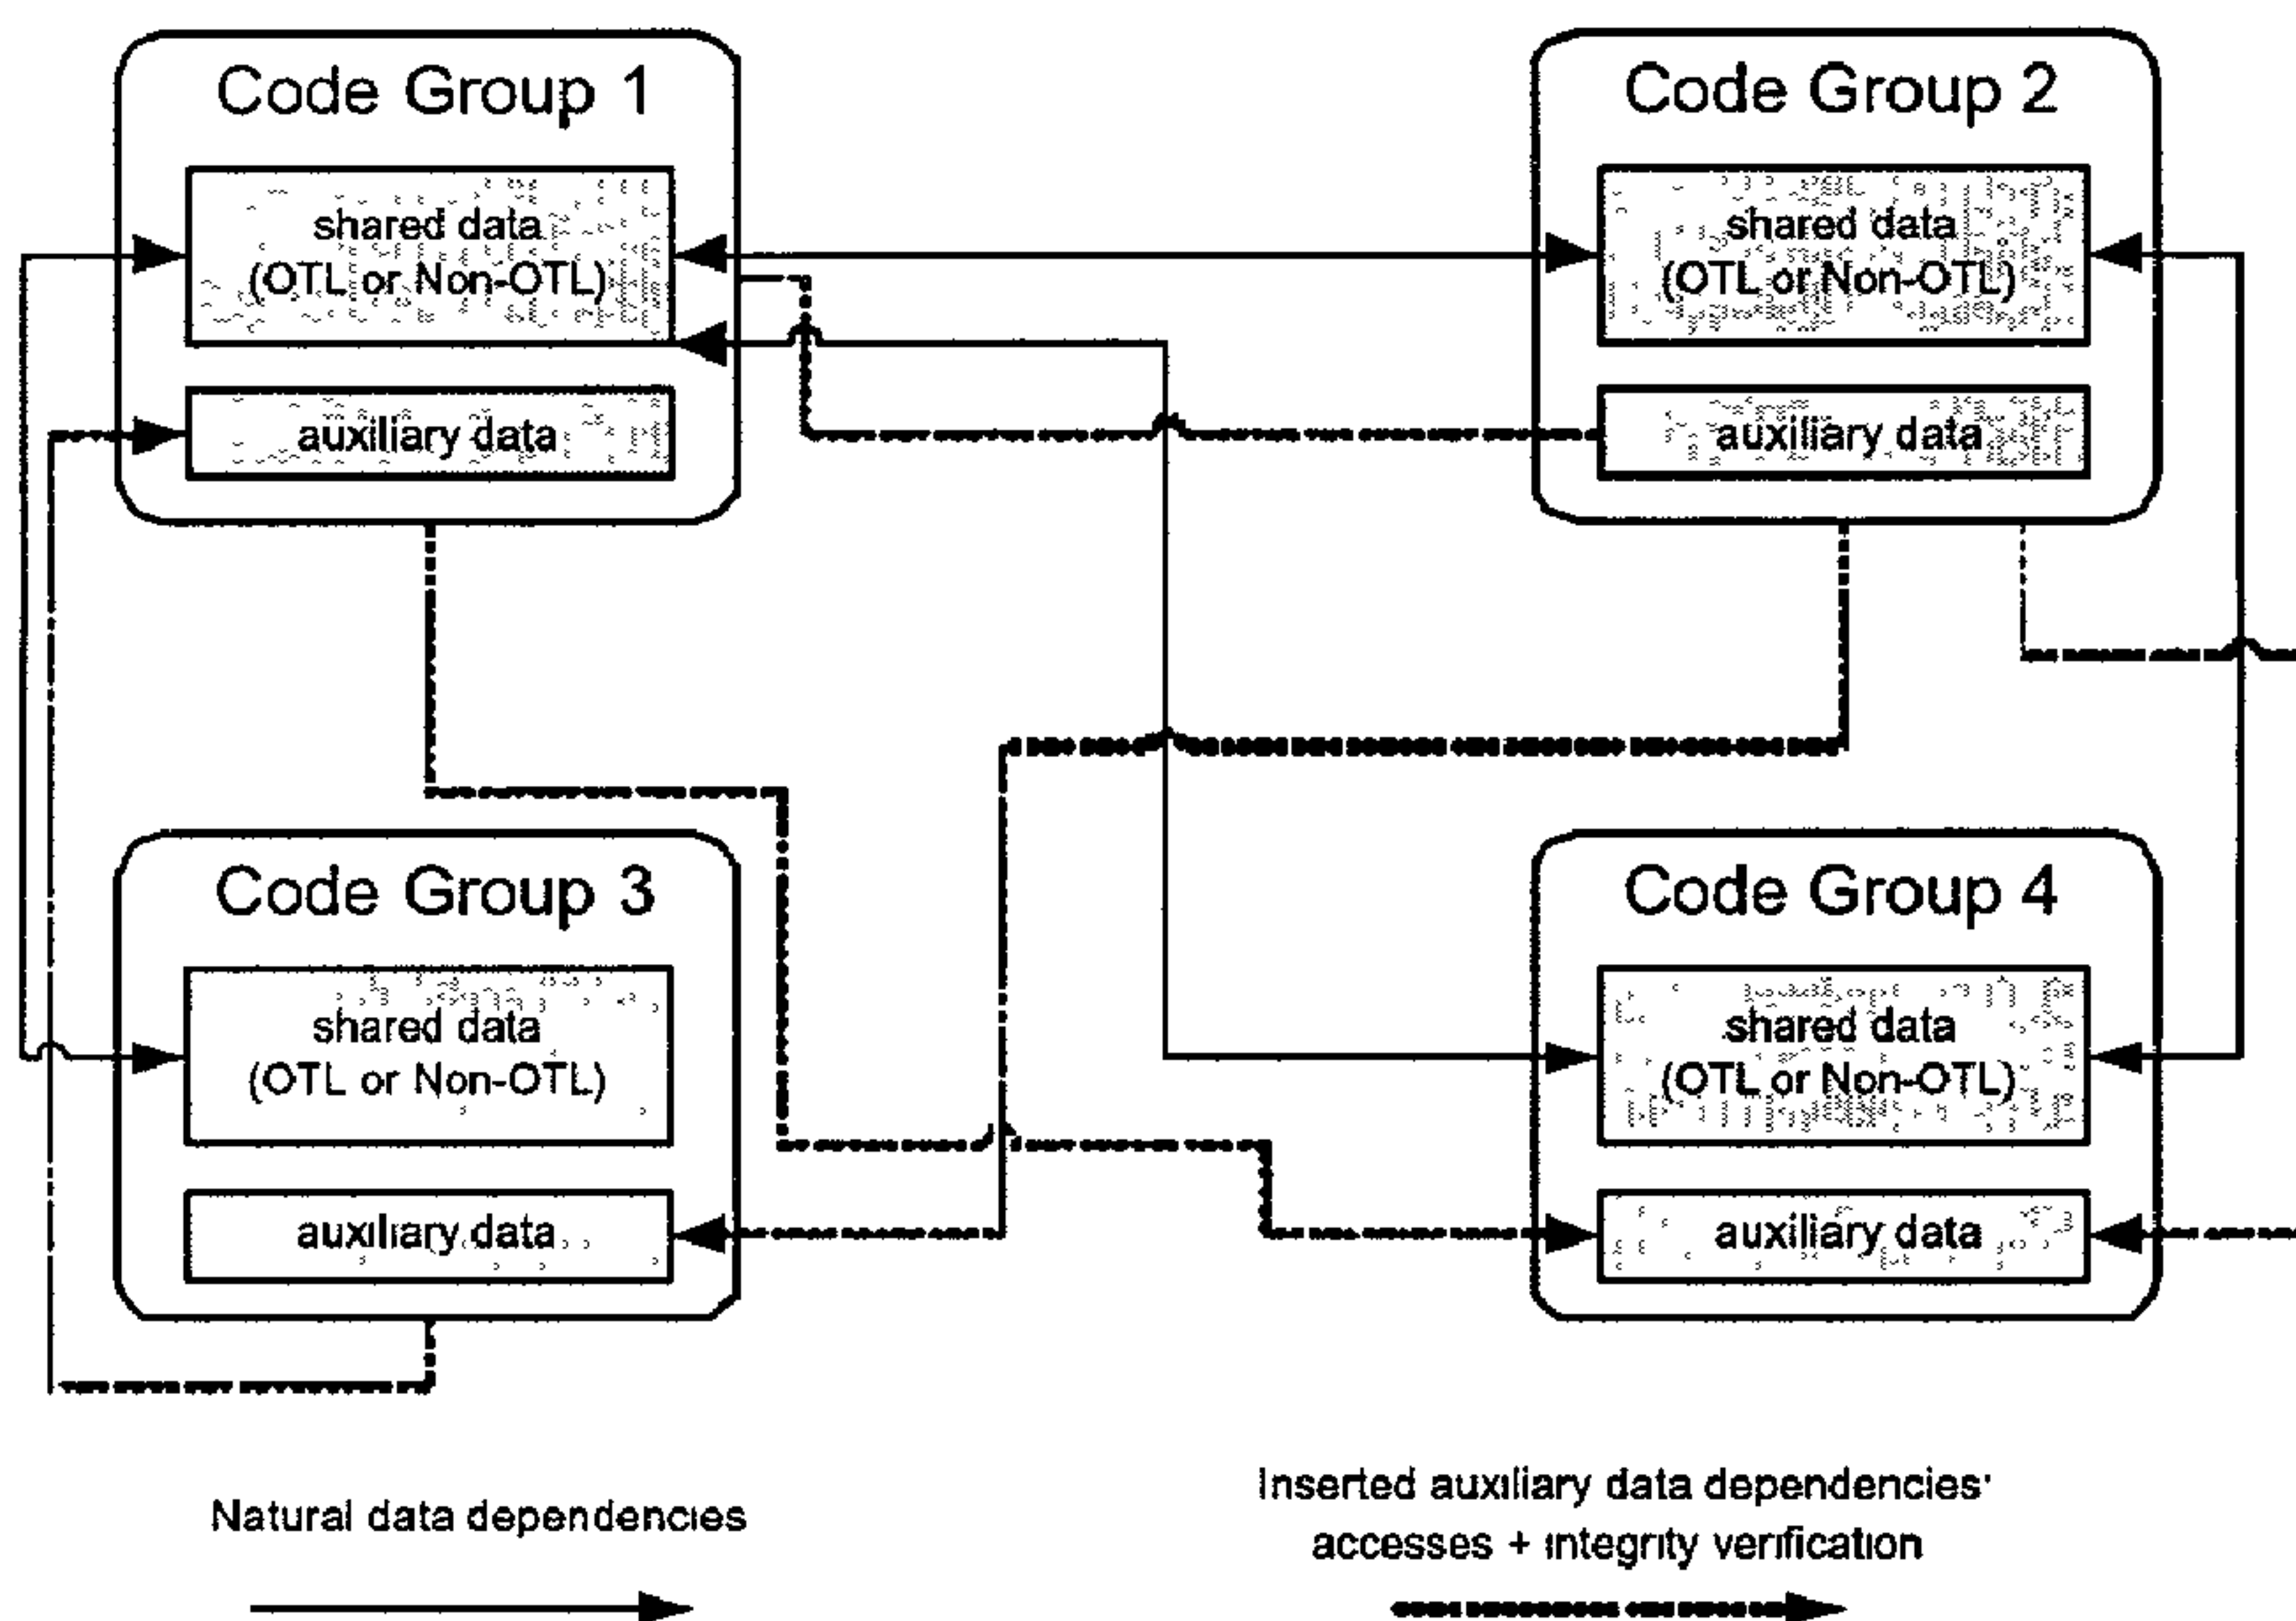 Code Group 1
shared data
(OTL or Non-OTL)
auxiliary data
Code Group 2
shared data
(OTL or Non-OTL)
auxiliary data
Code Group 3
shared data
(OTL or Non-OTL)
auxiliary data
Code Group 4
shared data
(OTL or Non-OTL)
auxiliary data
Natural data dependencies
Inserted auxiliary data dependencies:
accesses + integrity verification